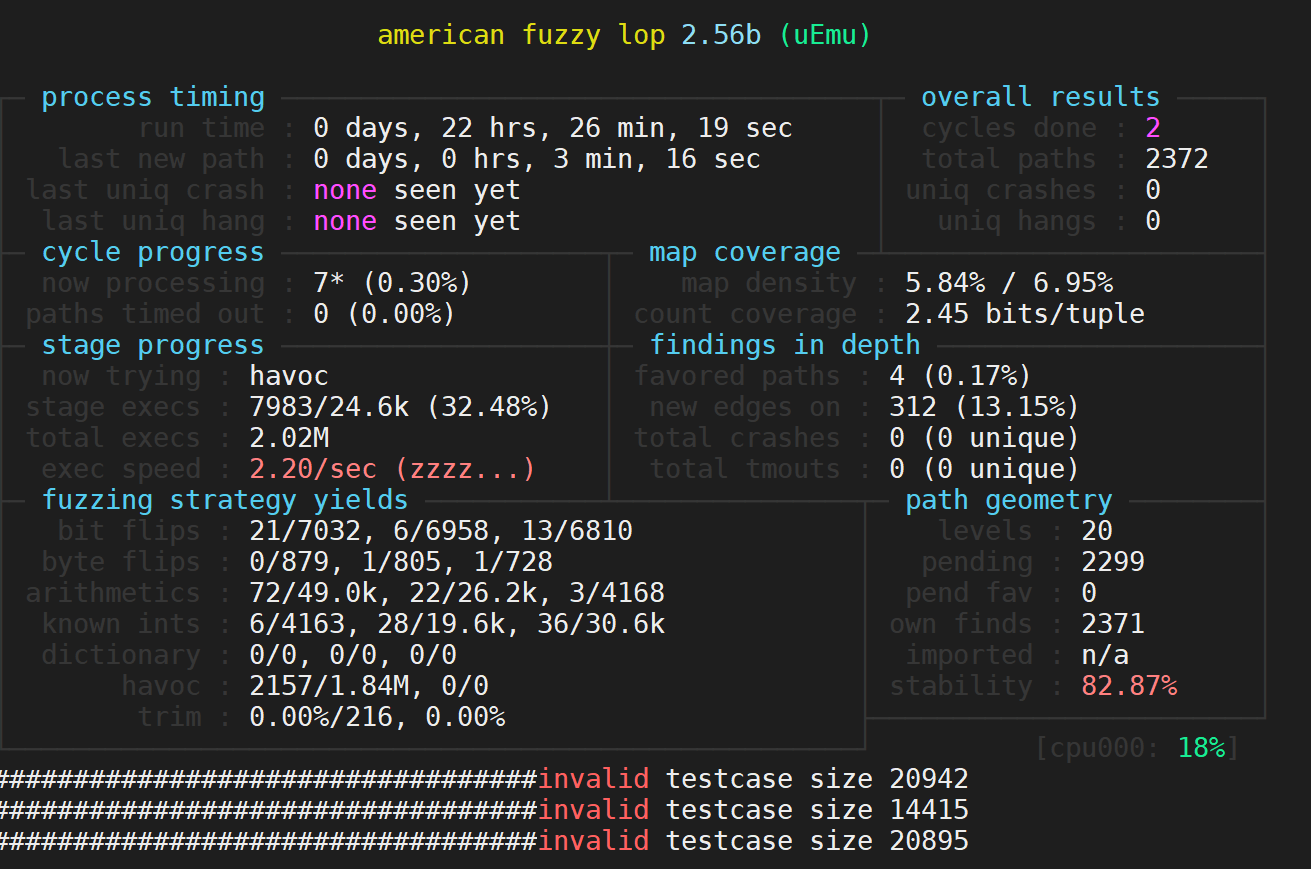 american fuzzy lop 2.56b (uEmu)
process timing overall results
run time : 0 days, 22 hrs, 26 min, 19 sec cycles done : 2
last new path : 0 days, 0 hrs, 3 min, 16 sec total paths : 2372
last uniq crash : none seen yet uniq crashes : 0
last uniq hang : none seen yet uniq hangs : 0
cycle progress map coverage
now processing : 7* (0.30%) map density : 5.84% / 6.95%
paths timed out : 0 (0.00%) count coverage : 2.45 bits/tuple
stage progress findings in depth
now trying : havoc favored paths : 4 (0.17%)
stage execs : 7983/24.6k (32.48%) new edges on : 312 (13.15%)
total execs : 2.02M total crashes : 0 (0 unique)
exec speed : 2.20/sec (zzzz...) total tmouts : 0 (0 unique)
fuzzing strategy yields path geometry
bit flips : 21/7032, 6/6958, 13/6810 levels : 20
byte flips : 0/879, 1/805, 1/728 pending : 2299
arithmetics : 72/49.0k, 22/26.2k, 3/4168 pend fav : 0
known ints : 6/4163, 28/19.6k, 36/30.6k own finds : 2371
dictionary : 0/0, 0/0, 0/0 imported : n/a
havoc : 2157/1.84M, 0/0 stability : 82.87%
trim : 0.00%/216, 0.00%
[cpu000: 18%]
##################################invalid testcase size 20942
##################################invalid testcase size 14415
##################################invalid testcase size 20895